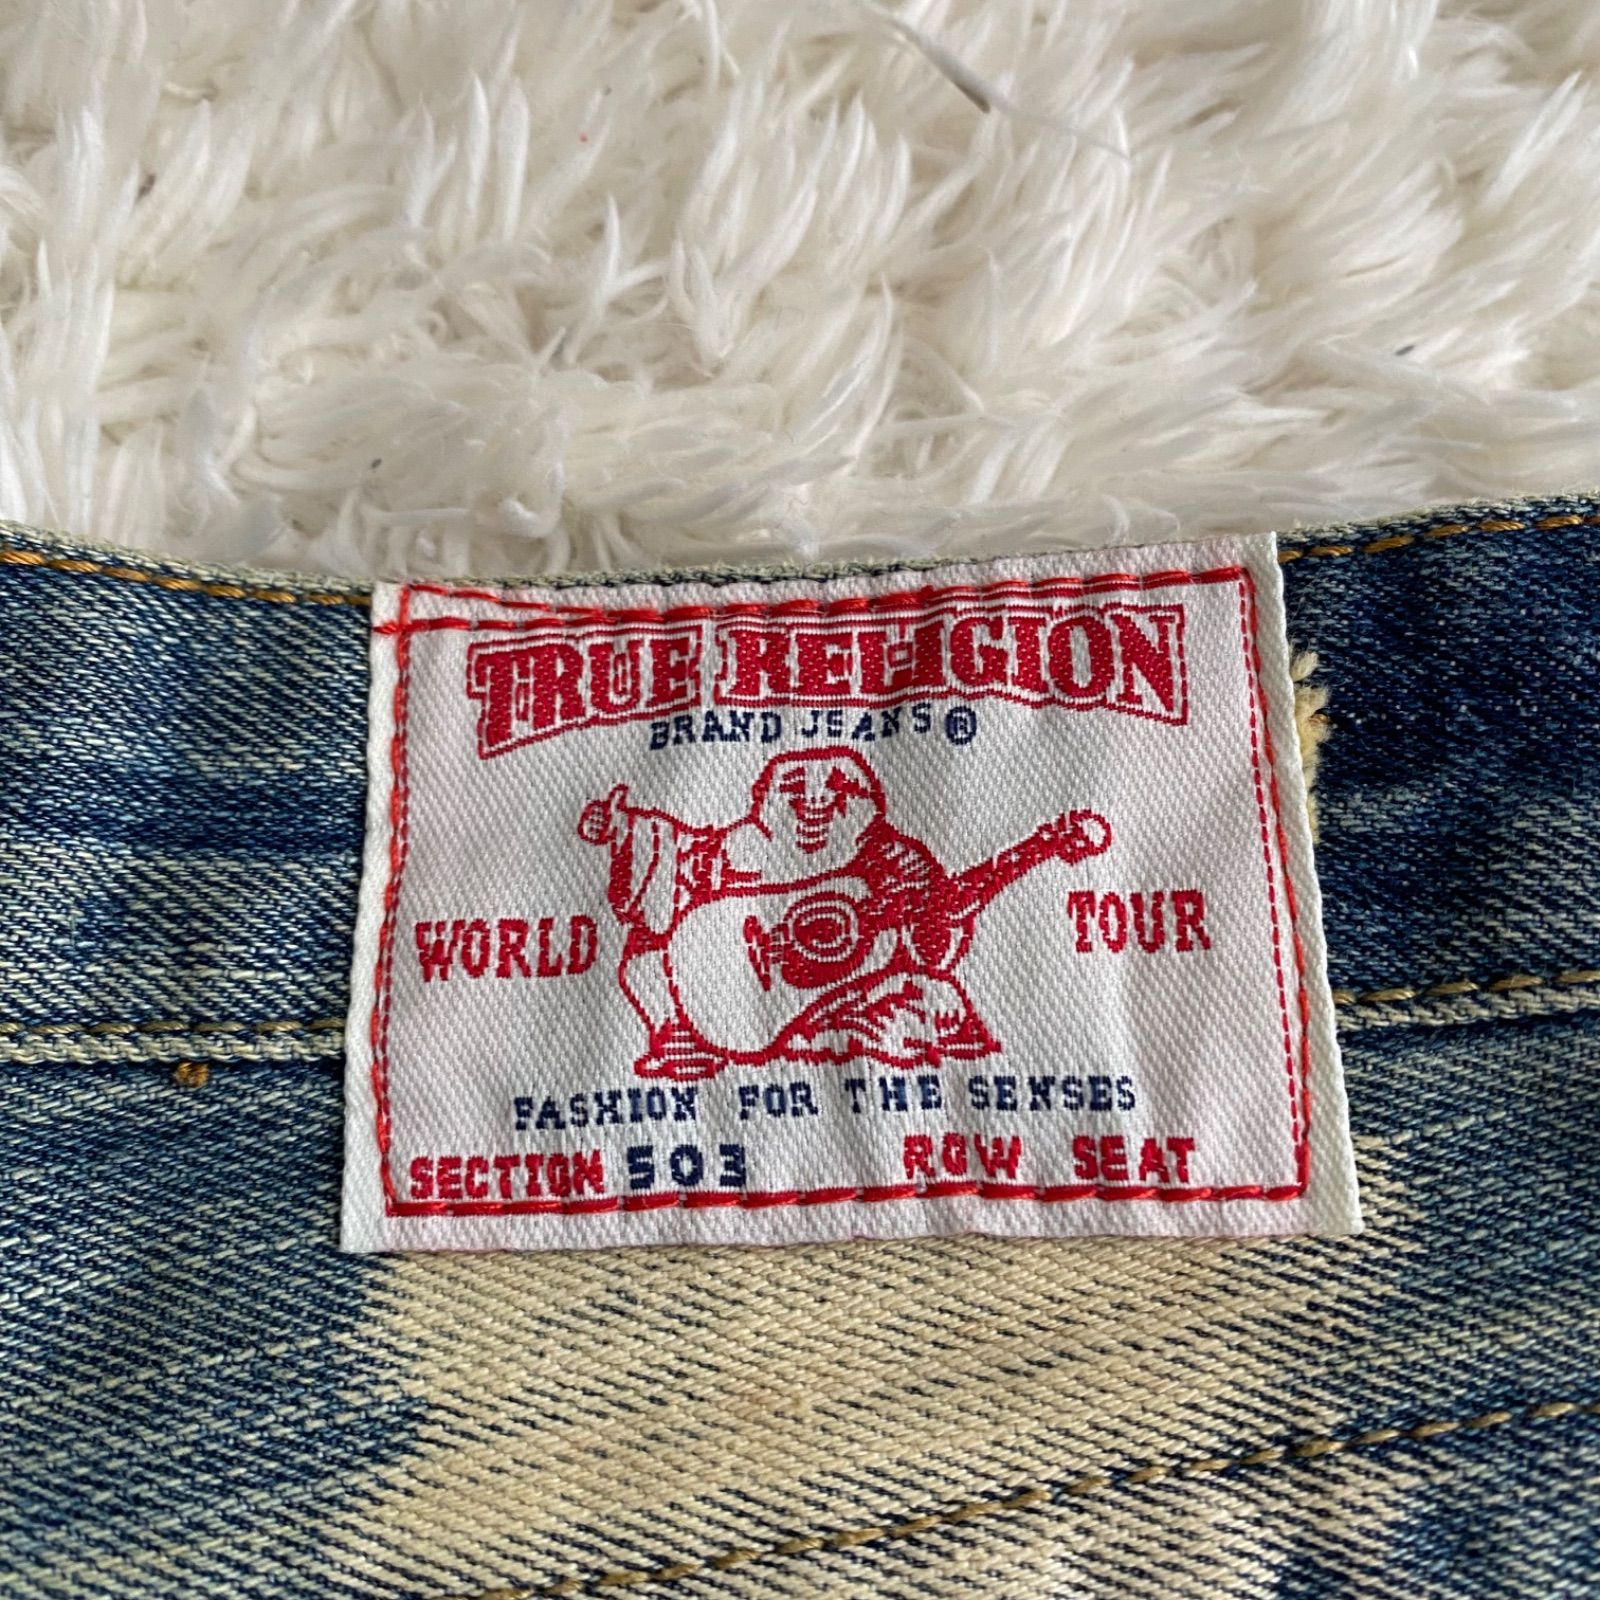 TRUE RELIGION
BRAND JEANS®
WORLD TOUR
FASHION FOR THE SENSES
SECTION 503 ROW SEAT